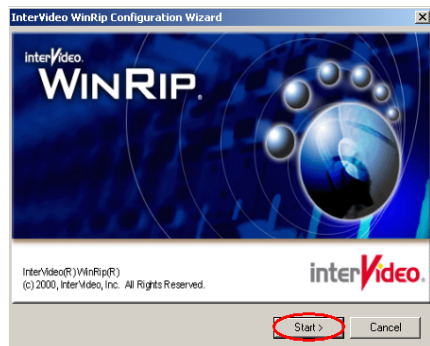 InterVideo WinRip Configuration Wizard
InterVideo.
WINRIP.
InterVideo(R) WinRip(R)
(c) 2000, InterVideo, Inc. All Rights Reserved.
interVideo.
Start >
Cancel